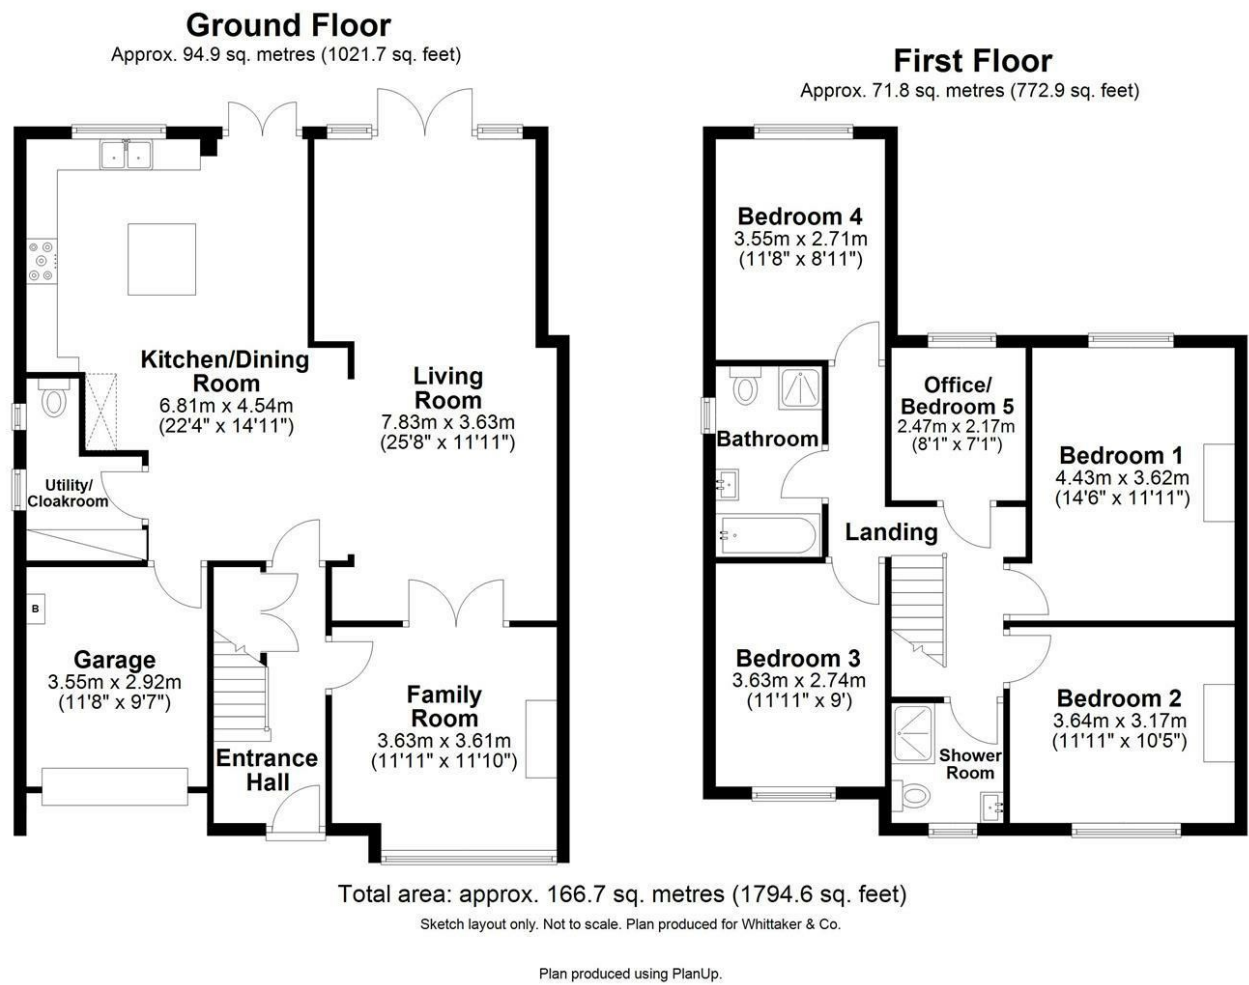 Ground Floor
Approx. 94.9 sq. metres (1021.7 sq. feet)
Kitchen/Dining
Room
6.81m x 4.54m
(22'4" x 14'11")
Living
Room
7.83m x 3.63m
(25'8" x 11'11")
Utility/
Cloakroom
B
Garage
3.55m x 2.92m
(11'8" x 9'7")
Entrance
Hall
Family
Room
3.63m x 3.61m
(11'11" x 11'10")
First Floor
Approx. 71.8 sq. metres (772.9 sq. feet)
Bedroom 4
3.55m x 2.71m
(11'8" x 8'11")
Office/
Bedroom 5
2.47m x 2.17m
(8'1" x 7'1")
Bathroom
Bedroom 1
4.43m x 3.62m
(14'6" x 11'11")
Landing
Bedroom 3
3.63m x 2.74m
(11'11" x 9')
Bedroom 2
3.64m x 3.17m
(11'11" x 10'5")
Shower
Room
Total area: approx. 166.7 sq. metres (1794.6 sq. feet)
Sketch layout only. Not to scale. Plan produced for Whittaker & Co.
Plan produced using PlanUp.